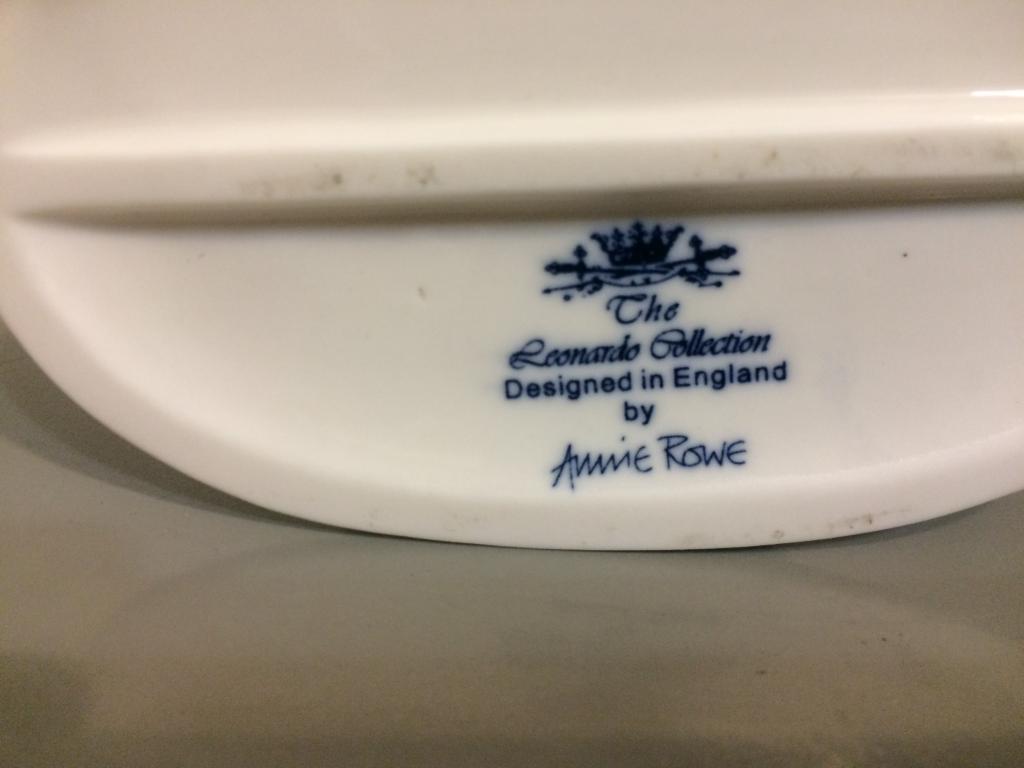 The
Leonardo Collection
Designed in England
by
Annie Rowe